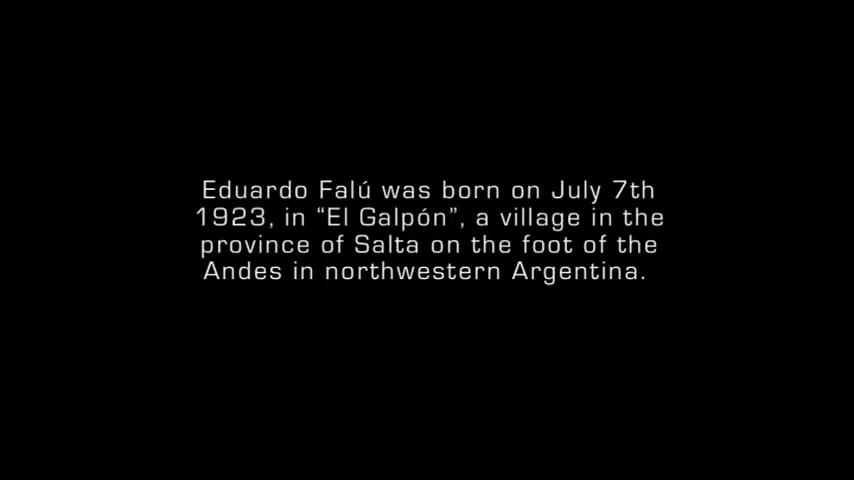 Eduardo Falú was born on July 7th
1923, in “El Galpón”, a village in the
province of Salta on the foot of the
Andes in northwestern Argentina.